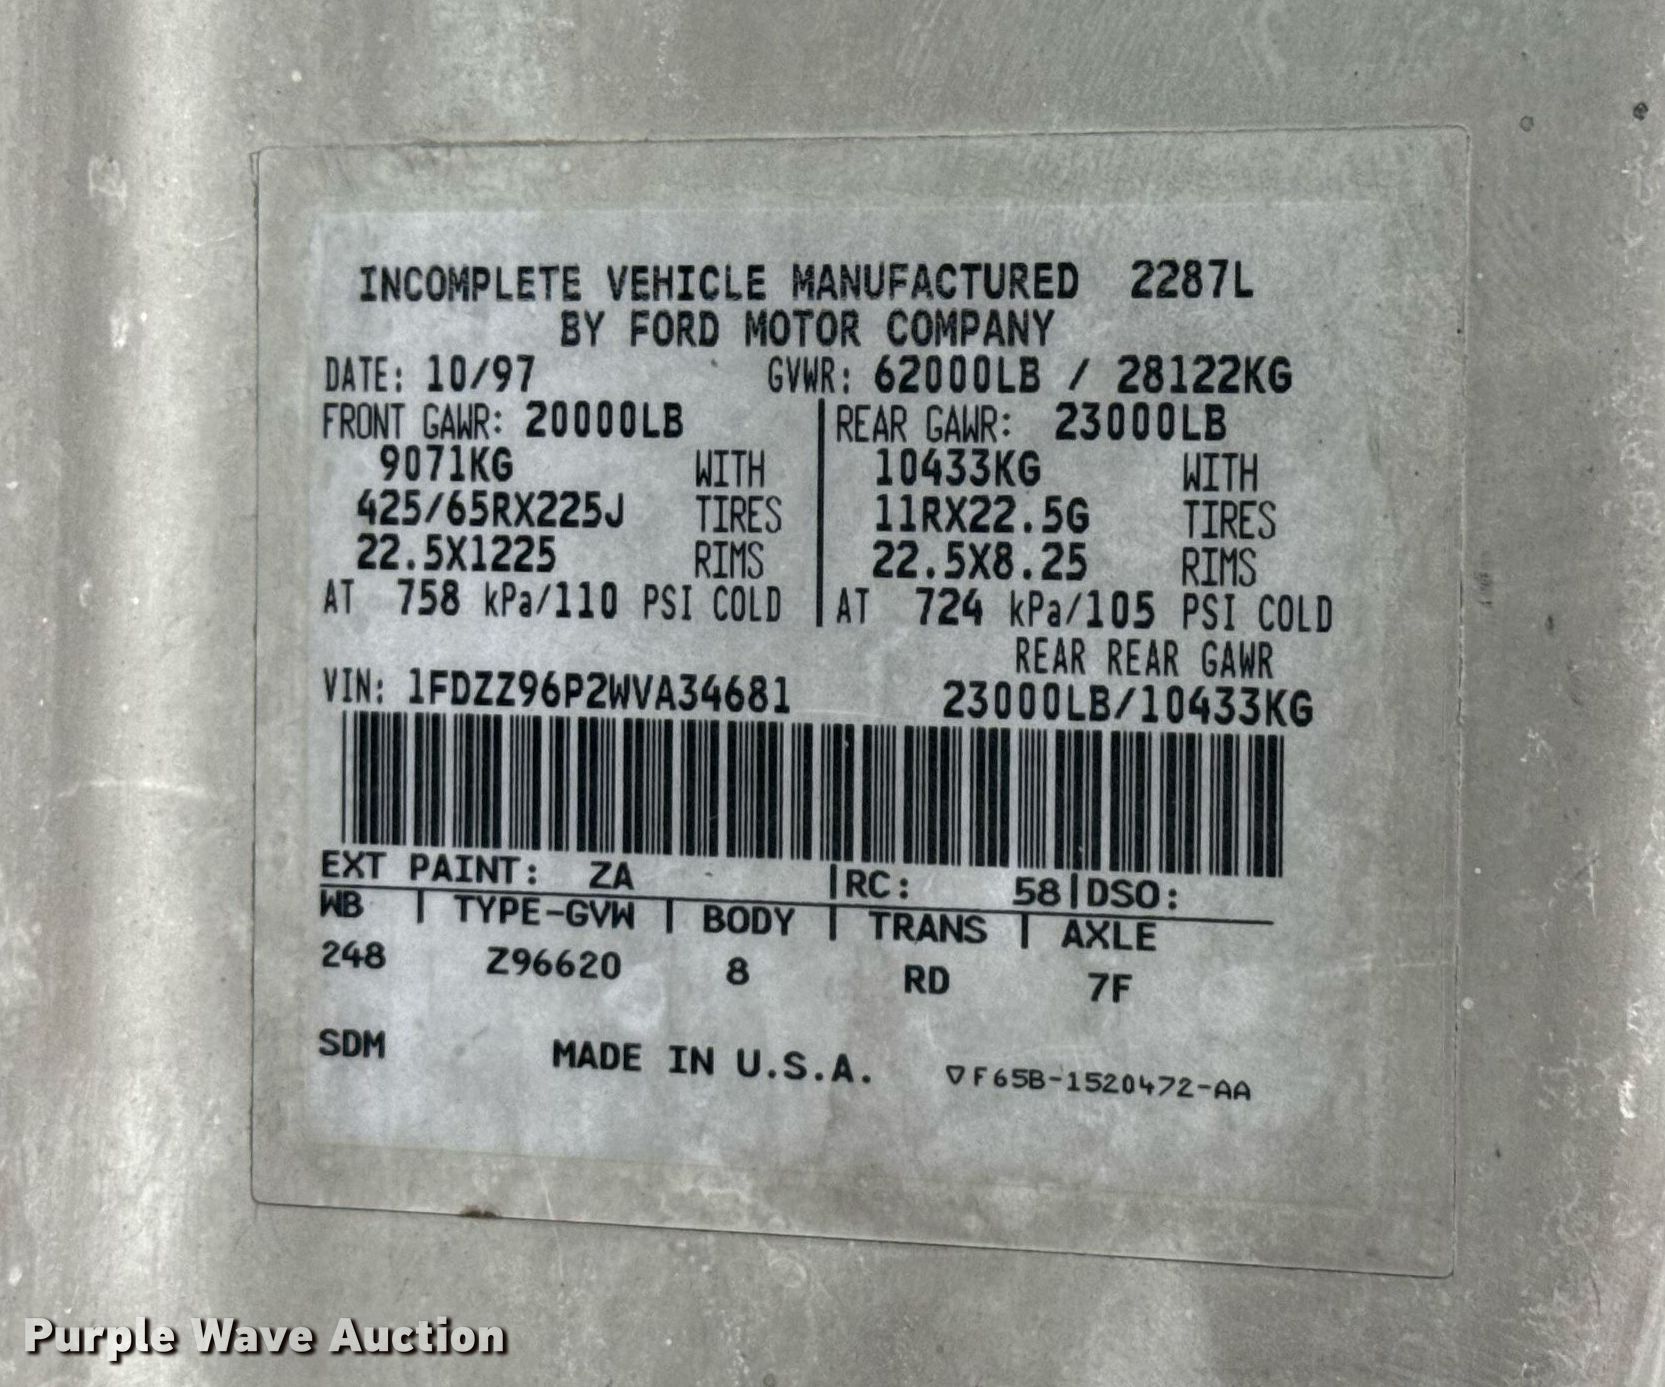 INCOMPLETE VEHICLE MANUFACTURED 2287L
BY FORD MOTOR COMPANY
DATE: 10/97 GVWR: 62000LB / 28122KG
FRONT GAWR: 20000LB REAR GAWR: 23000LB
9071KG WITH 10433KG WITH
425/65RX225J TIRES 11RX22.5G TIRES
22.5X1225 RIMS 22.5X8.25 RIMS
AT 758 kPa/110 PSI COLD AT 724 kPa/105 PSI COLD
REAR REAR GAWR
VIN: 1FDZZ96P2WVA34681 23000LB/10433KG
EXT PAINT: ZA |RC: 58|DSO:
WB | TYPE-GVW | BODY | TRANS | AXLE
248 Z96620 8 RD 7F
SDM MADE IN U.S.A. ▽F65B-1520472-AA
Purple Wave Auction